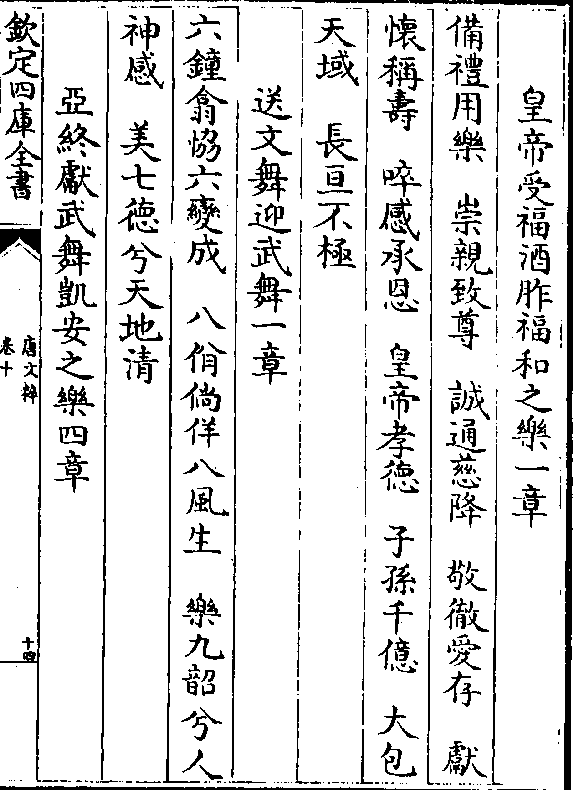 皇帝受福酒胙福和之樂一章
備禮用樂　崇親致尊　誠通慈降　敬徹愛存　獻
懷稱壽　啐感承恩　皇帝孝德　子孫千億　大包
天域　長亘不極
送文舞迎武舞一章
六鐘翕協六變成　八佾倘佯八風生　樂九韶兮人
神感　美七德兮天地清
亞終獻武舞凱安之樂四章
欽定四庫全書
唐文粹
卷十
十四